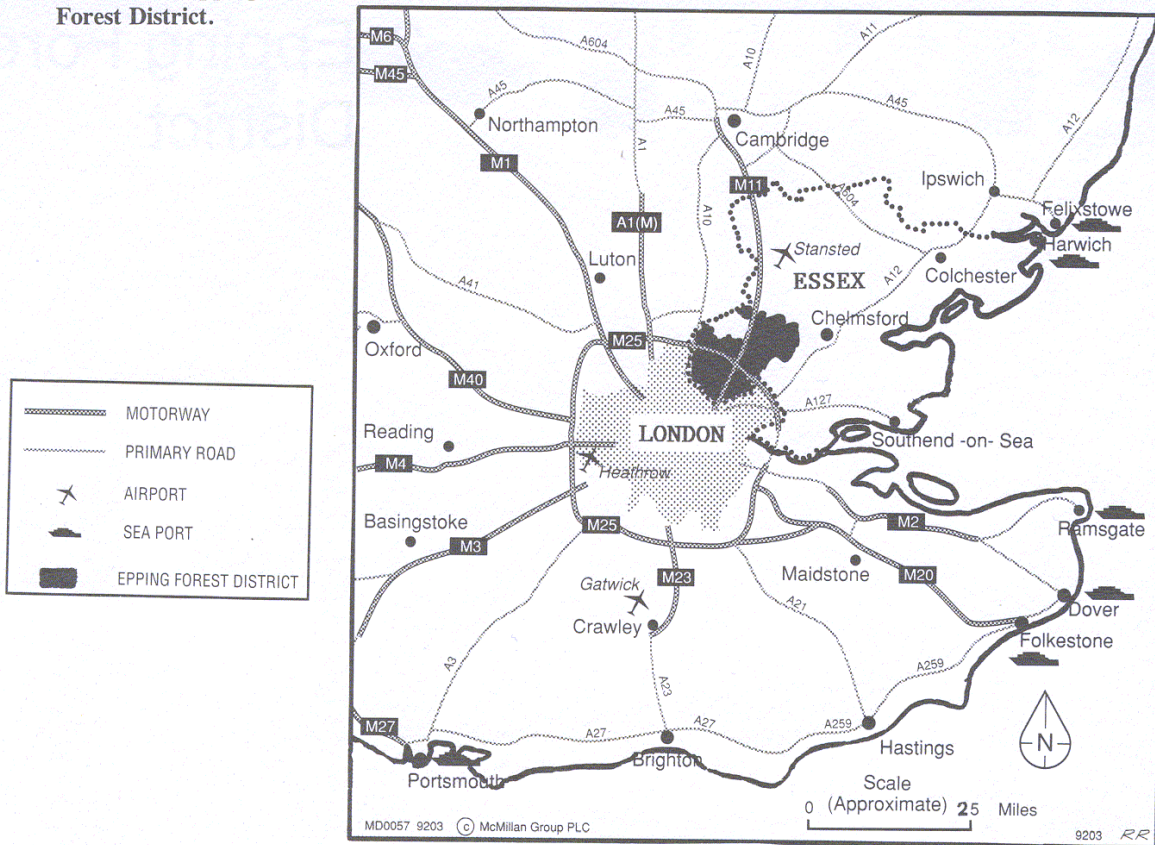 Forest District.
M6
A604
A10
A11
M45
A45
A45
A45
A12
Northampton
Cambridge
A1
M1
M11
Ipswich
A604
A1(M)
A10
Felixstowe
Harwich
Stansted
Luton
ESSEX
Colchester
A41
A12
Chelmsford
Oxford
M25
M40
A127
MOTORWAY
PRIMARY ROAD
AIRPORT
SEA PORT
EPPING FOREST DISTRICT
Reading
LONDON
Southend -on- Sea
M4
Heathrow
Basingstoke
M25
M2
Ramsgate
M3
Maidstone
M20
Gatwick
M23
Dover
A21
Crawley
Folkestone
A3
A259
A23
M27
A27
A27
A259
Hastings
N
Brighton
Portsmouth
Scale
(Approximate)
0 25 Miles
MD0057 9203 © McMillan Group PLC
9203 RR